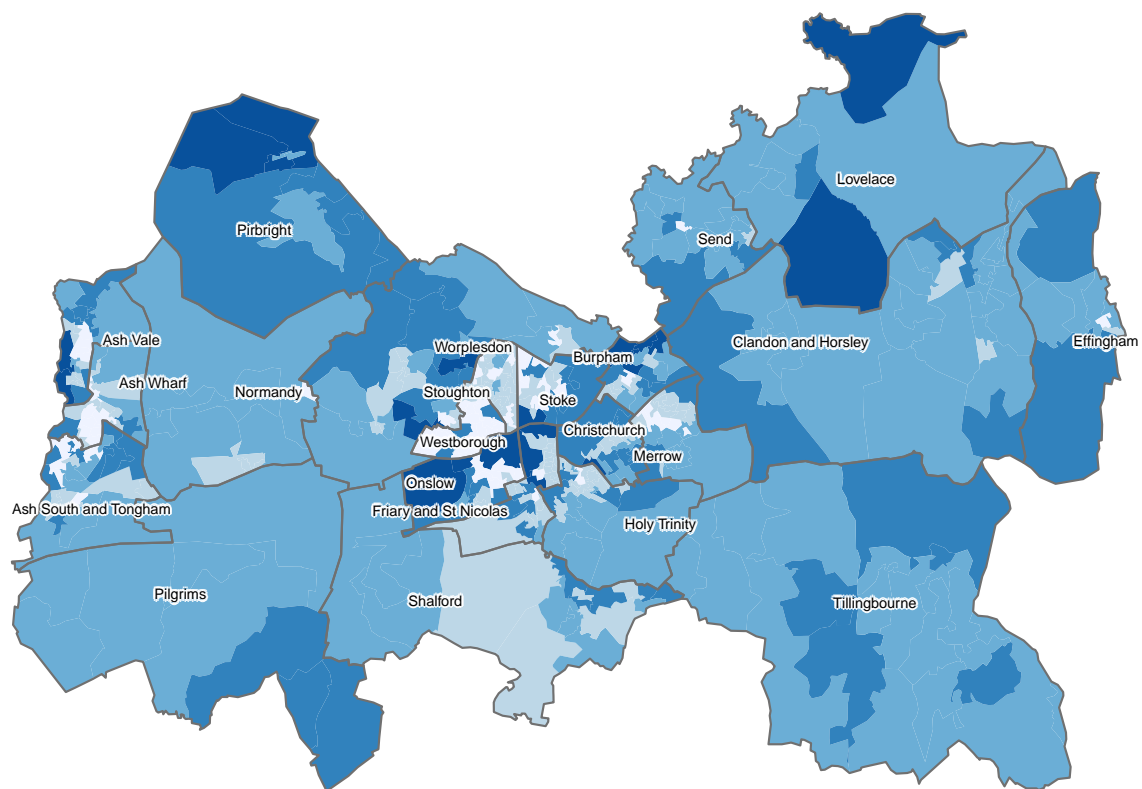 Lovelace
Pirbright
Send
Ash Vale
Clandon and Horsley
Effingham
Worplesdon
Burpham
Ash Wharf
Normandy
Stoughton
Stoke
Christchurch
Westborough
Merrow
Onslow
Ash South and Tongham
Friary and St Nicolas
Holy Trinity
Pilgrims
Shalford
Tillingbourne